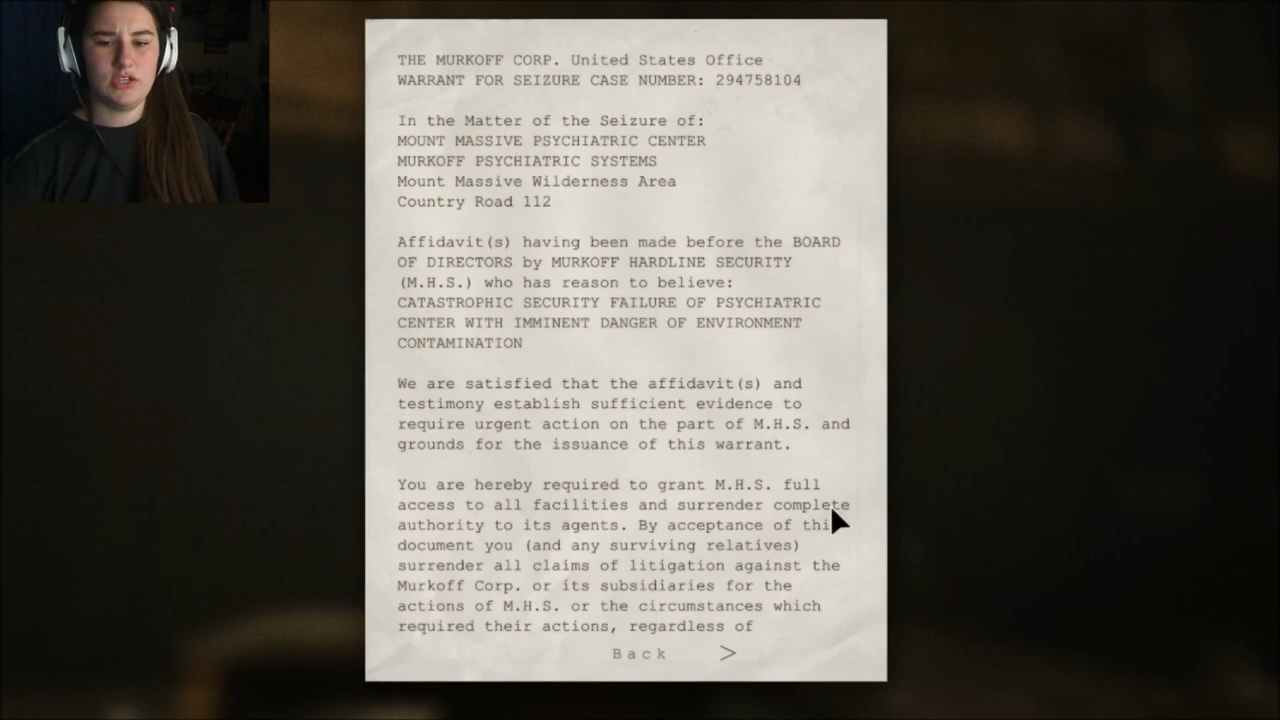 THE MURKOFF CORP. United States Office
WARRANT FOR SEIZURE CASE NUMBER: 294758104
In the Matter of the Seizure of:
MOUNT MASSIVE PSYCHIATRIC CENTER
MURKOFF PSYCHIATRIC SYSTEMS
Mount Massive Wilderness Area
Country Road 112
Affidavit(s) having been made before the BOARD
OF DIRECTORS by MURKOFF HARDLINE SECURITY
(M.H.S.) who has reason to believe:
CATASTROPHIC SECURITY FAILURE OF PSYCHIATRIC
CENTER WITH IMMINENT DANGER OF ENVIRONMENT
CONTAMINATION
We are satisfied that the affidavit(s) and
testimony establish sufficient evidence to
require urgent action on the part of M.H.S. and
grounds for the issuance of this warrant.
You are hereby required to grant M.H.S. full
access to all facilities and surrender complete
authority to its agents. By acceptance of this
document you (and any surviving relatives)
surrender all claims of litigation against the
Murkoff Corp. or its subsidiaries for the
actions of M.H.S. or the circumstances which
required their actions, regardless of
Back >